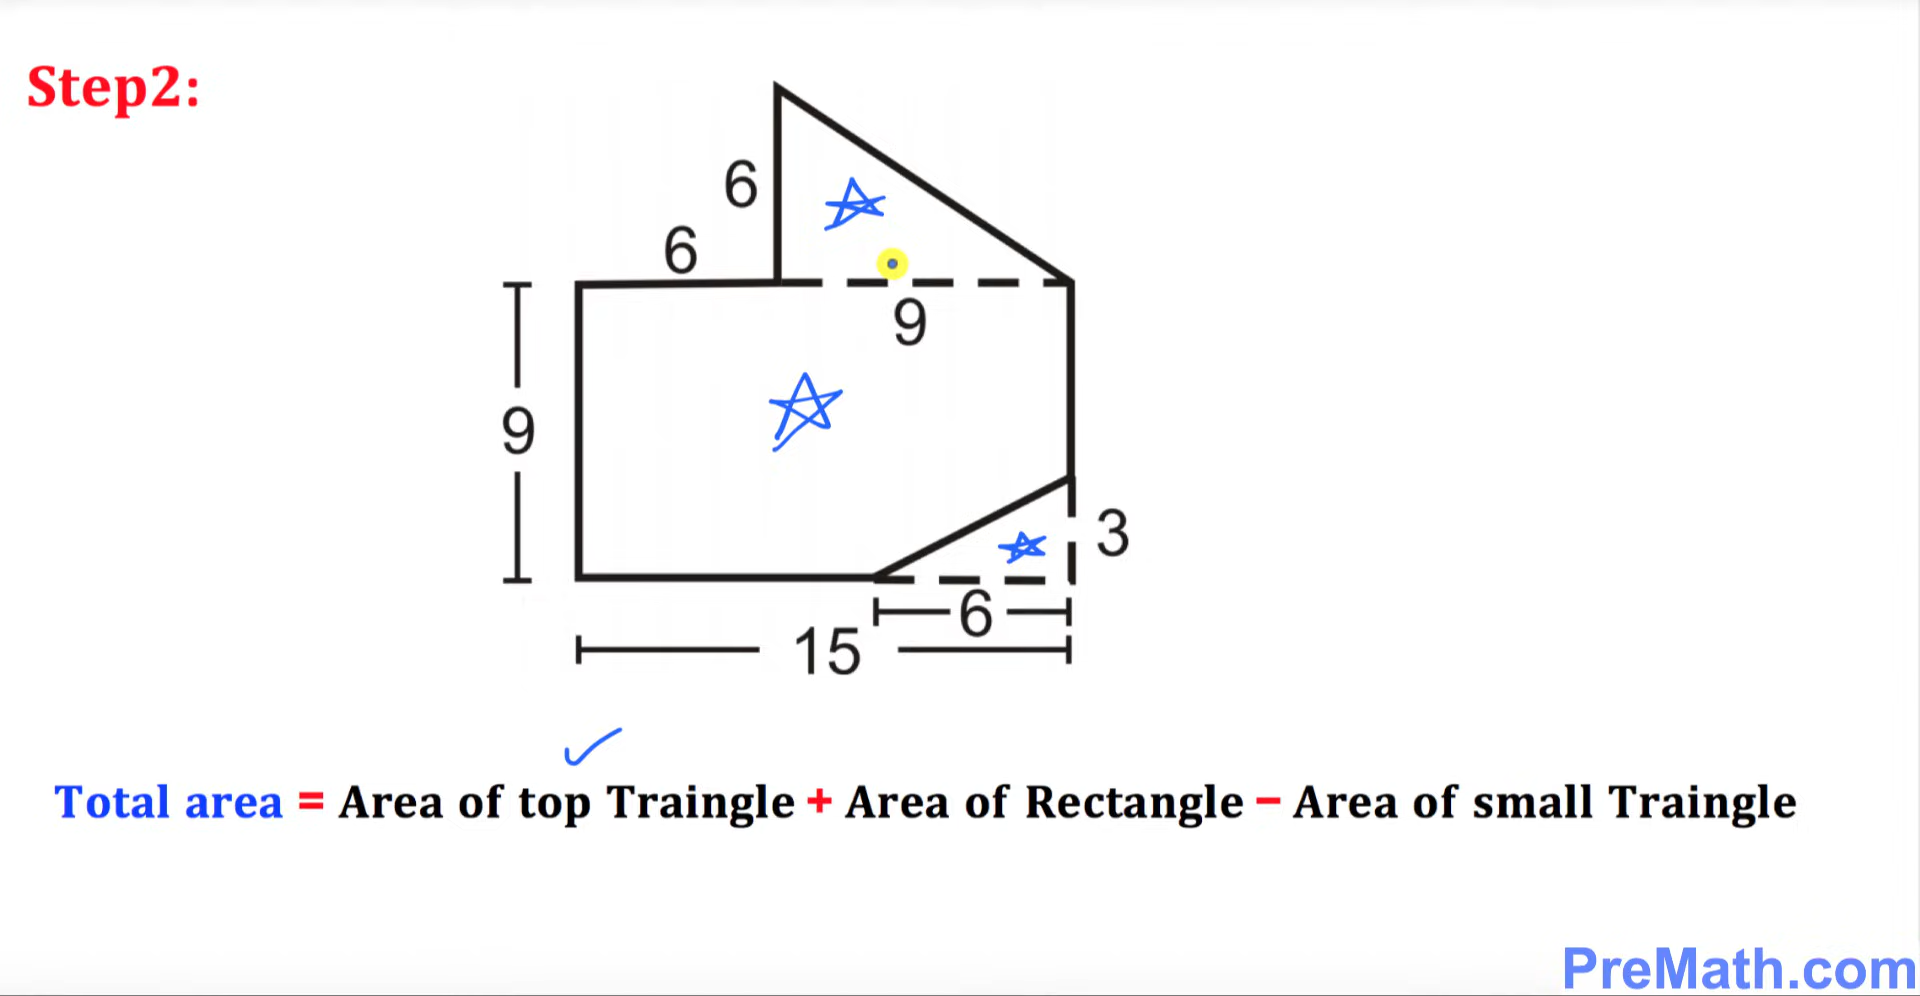 Step2:
6
6
9
9
3
6
15
Total area = Area of top Traingle + Area of Rectangle − Area of small Traingle
PreMath.com